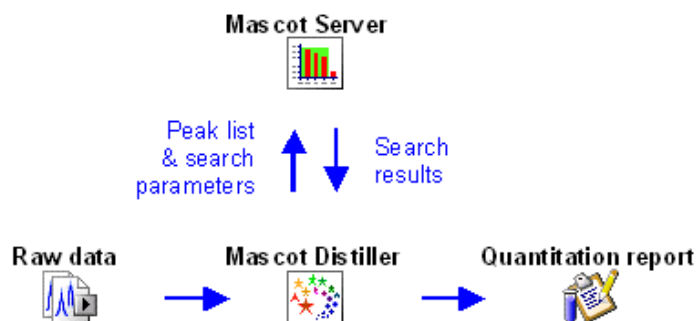 Mascot Server
Peak list
& search
parameters
Search
results
Raw data
Mascot Distiller
Quantitation report